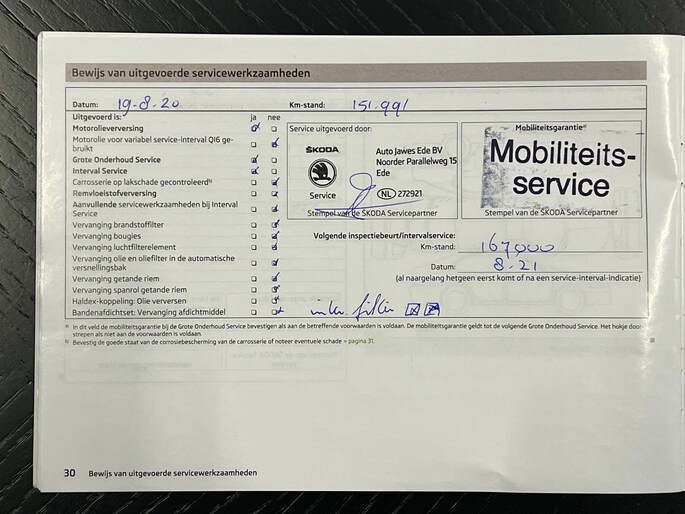 Bewijs van uitgevoerde servicewerkzaamheden
Datum: 19-8-20 Km-stand: 151.991
Uitgevoerd is: ja nee
Motorolieverversing
Motorolie voor variabel service-interval QI6 ge-
bruikt
Grote Onderhoud Service
Interval Service
Carrosserie op lakschade gecontroleerd b)
Remvloeistofverversing
Aanvullende servicewerkzaamheden bij Interval
Service
Vervanging brandstoffilter
Vervanging bougies
Vervanging luchtfilterelement
Vervanging olie en oliefilter in de automatische
versnellingsbak
Vervanging getande riem
Vervanging spanrol getande riem
Haldex-koppeling: Olie verversen
Bandenafdichtset: Vervanging afdichtmiddel
Service uitgevoerd door:
ŠKODA
Service
Auto Jawes Ede BV
Noorder Parallelweg 15
Ede
NL 272921
Stempel van de ŠKODA Servicepartner
Mobiliteitsgarantie a)
Mobiliteits-
service
Stempel van de ŠKODA Servicepartner
Volgende inspectiebeurt/intervalservice:
Km-stand: 167.000
Datum: 8-21
(al naargelang hetgeen eerst komt of na een service-interval-indicatie)
filter
a) In dit veld de mobiliteitsgarantie bij de Grote Onderhoud Service bevestigen als aan de betreffende voorwaarden is voldaan. De mobiliteitsgarantie geldt tot de volgende Grote Onderhoud Service. Het hokje door-
strepen als niet aan de voorwaarden is voldaan.
b) Bevestig de goede staat van de corrosiebescherming van de carrosserie of noteer eventuele schade » pagina 31.
30 Bewijs van uitgevoerde servicewerkzaamheden